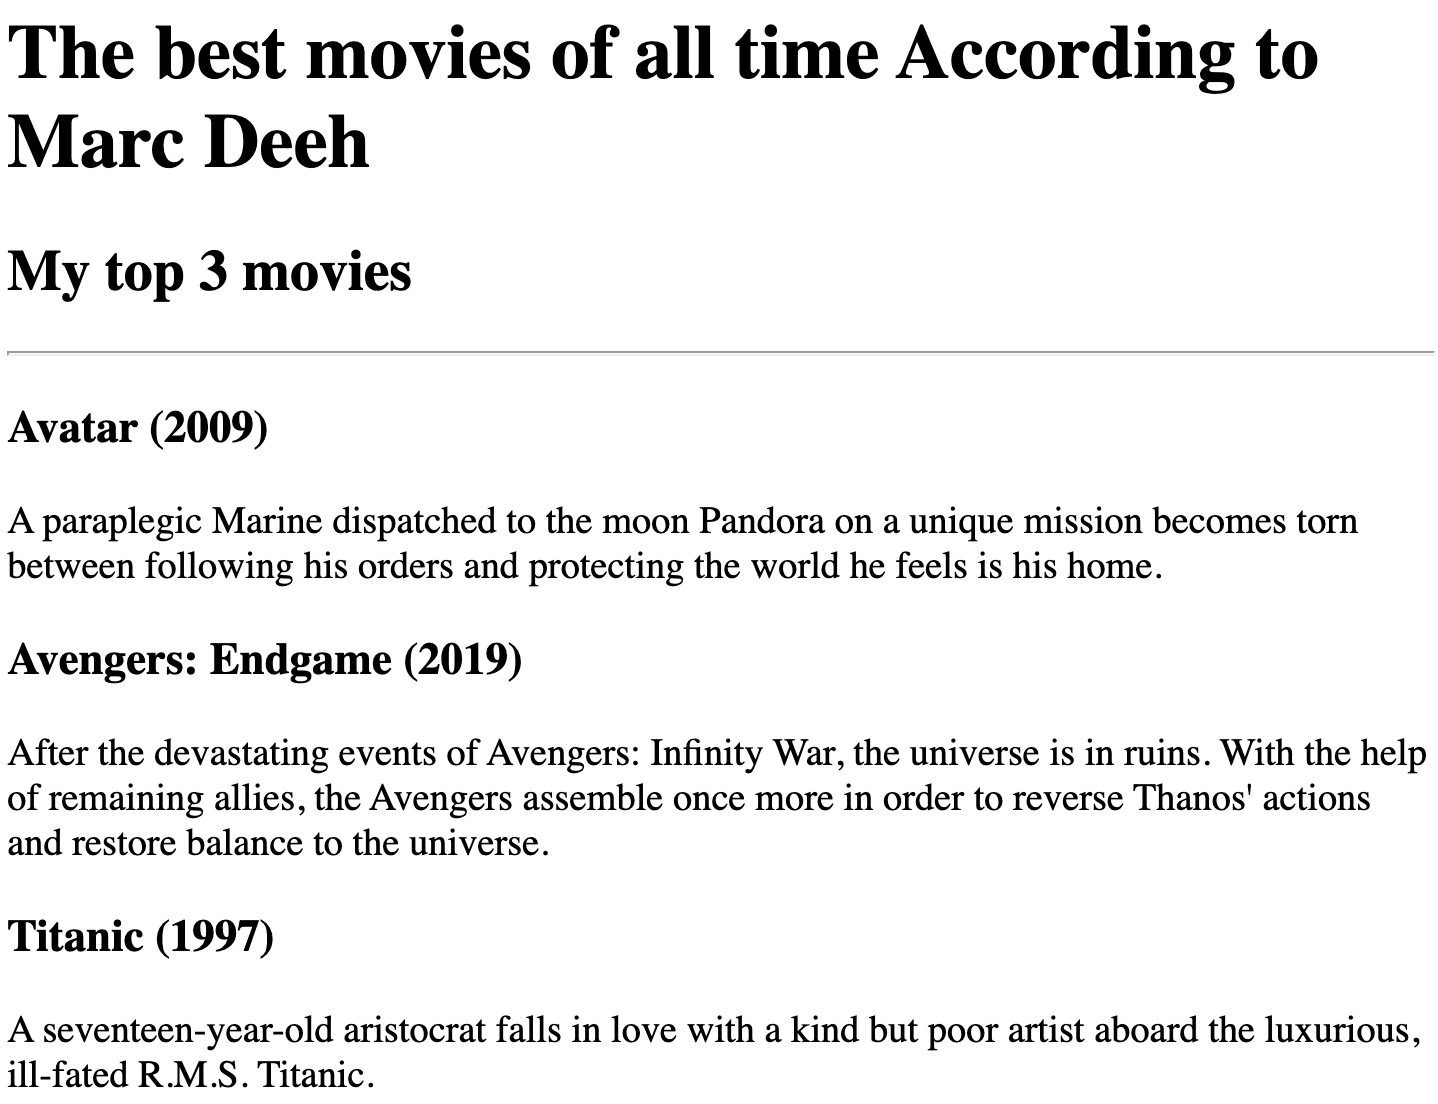 The best movies of all time According to
Marc Deeh
My top 3 movies
Avatar (2009)
A paraplegic Marine dispatched to the moon Pandora on a unique mission becomes torn
between following his orders and protecting the world he feels is his home.
Avengers: Endgame (2019)
After the devastating events of Avengers: Infinity War, the universe is in ruins. With the help
of remaining allies, the Avengers assemble once more in order to reverse Thanos' actions
and restore balance to the universe.
Titanic (1997)
A seventeen-year-old aristocrat falls in love with a kind but poor artist aboard the luxurious,
ill-fated R.M.S. Titanic.